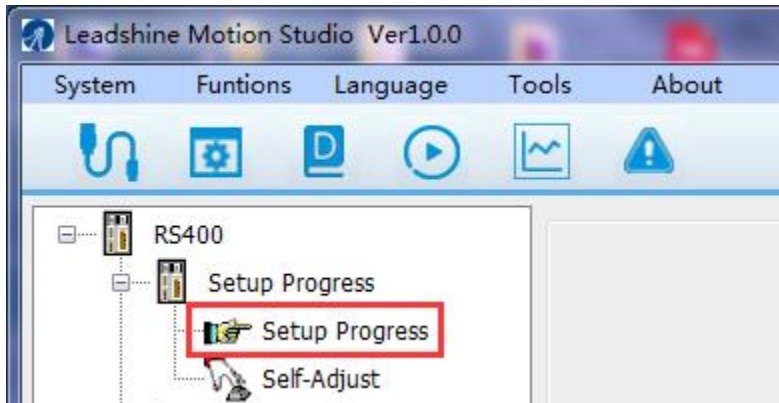 Leadshine Motion Studio Ver1.0.0
System Funtions Language Tools About
D
RS400
Setup Progress
Setup Progress
Self-Adjust